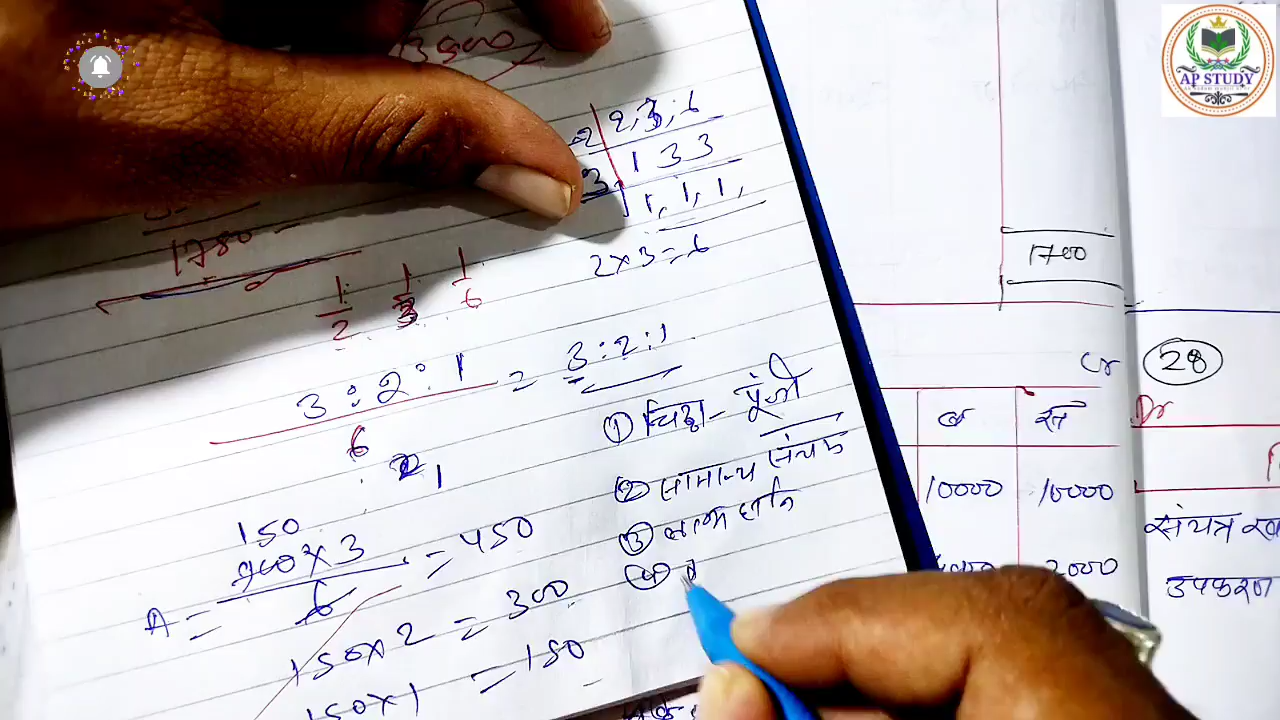 AP STUDY
2 2, 3, 6
3 1 3 3
1, 1, 1,
2×3=6
1780
1/2 1/3 1/6
3:2:1 = 3:2:1
6
① चिट्ठा - पूंजी
② सामान्य संचय
③ लाभ हानि
④
150
A = 900×3 / 6 = 450
150×2 = 300
150×1 = 150
1700
Cr 28
Dr
ब स
10000 10000
2000
संयंत्र
उपकरण